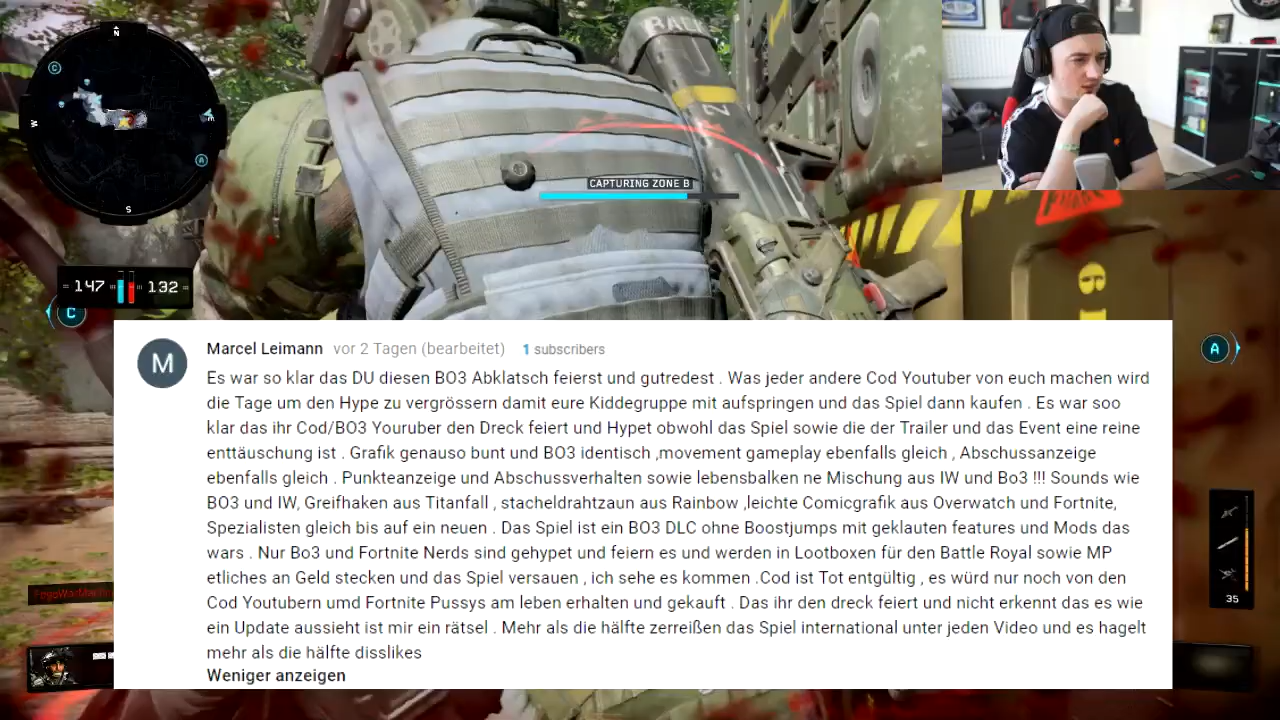 N
C
BACK
CAPTURING ZONE B
E
W
A
S
147
132
C
A
Marcel Leimann vor 2 Tagen (bearbeitet) 1 subscribers
M
Es war so klar das DU diesen BO3 Abklatsch feierst und gutredest . Was jeder andere Cod Youtuber von euch machen wird
die Tage um den Hype zu vergrössern damit eure Kiddegruppe mit aufspringen und das Spiel dann kaufen . Es war soo
klar das ihr Cod/BO3 Youruber den Dreck feiert und Hypet obwohl das Spiel sowie die der Trailer und das Event eine reine
enttäuschung ist . Grafik genauso bunt und BO3 identisch ,movement gameplay ebenfalls gleich , Abschussanzeige
ebenfalls gleich . Punkteanzeige und Abschussverhalten sowie lebensbalken ne Mischung aus IW und Bo3 !!! Sounds wie
BO3 und IW, Greifhaken aus Titanfall , stacheldrahtzaun aus Rainbow ,leichte Comicgrafik aus Overwatch und Fortnite,
Spezialisten gleich bis auf ein neuen . Das Spiel ist ein BO3 DLC ohne Boostjumps mit geklauten features und Mods das
wars . Nur Bo3 und Fortnite Nerds sind gehypet und feiern es und werden in Lootboxen für den Battle Royal sowie MP
etliches an Geld stecken und das Spiel versauen , ich sehe es kommen .Cod ist Tot entgültig , es würd nur noch von den
Cod Youtubern umd Fortnite Pussys am leben erhalten und gekauft . Das ihr den dreck feiert und nicht erkennt das es wie
ein Update aussieht ist mir ein rätsel . Mehr als die hälfte zerreißen das Spiel international unter jeden Video und es hagelt
mehr als die hälfte disslikes
Weniger anzeigen
35